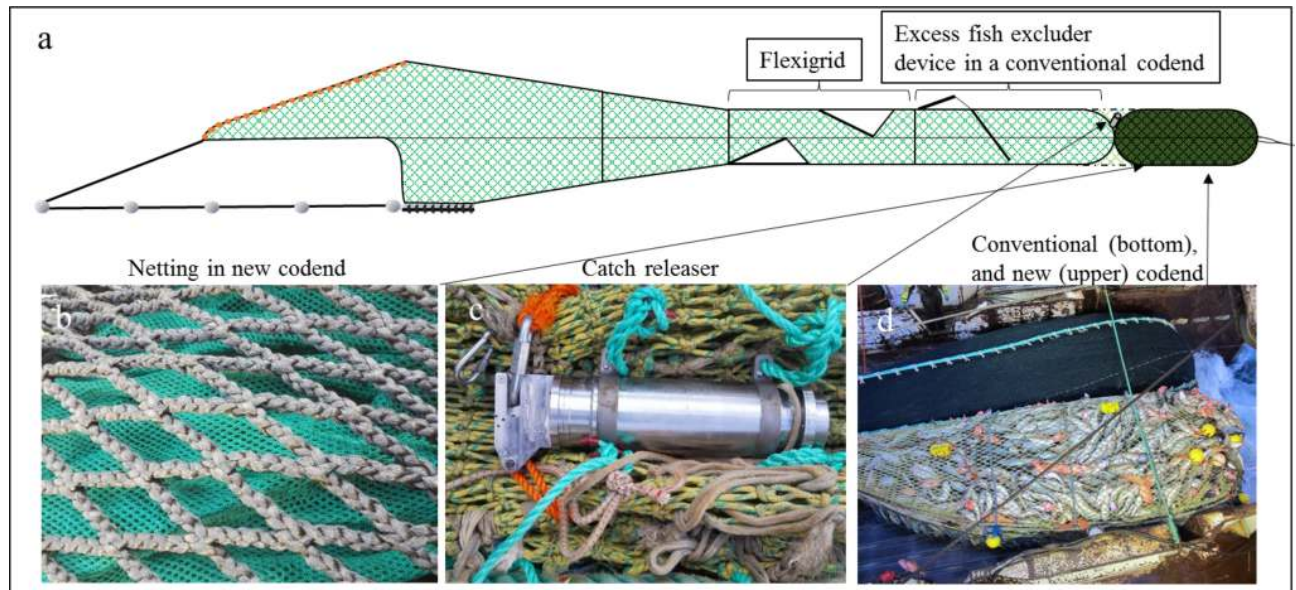 a
Excess fish excluder
device in a conventional codend
Flexigrid
Conventional (bottom),
and new (upper) codend
Netting in new codend
Catch releaser
b
c
d